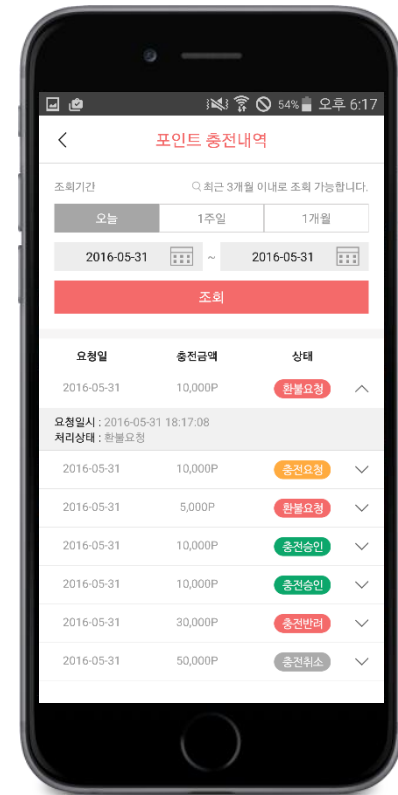 54% 오후 6:17
포인트 충전내역
조회기간 최근 3개월 이내로 조회 가능합니다.
오늘 1주일 1개월
2016-05-31 ~ 2016-05-31
조회
요청일 충전금액 상태
2016-05-31 10,000P 환불요청
요청일시 : 2016-05-31 18:17:08
처리상태 : 환불요청
2016-05-31 10,000P 충전요청
2016-05-31 5,000P 환불요청
2016-05-31 10,000P 충전승인
2016-05-31 10,000P 충전승인
2016-05-31 30,000P 충전반려
2016-05-31 50,000P 충전취소